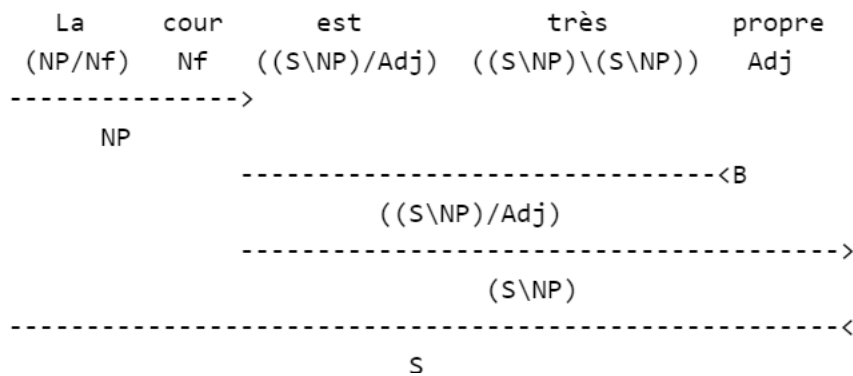 La cour est très propre
(NP/Nf) Nf ((S\NP)/Adj) ((S\NP)\(S\NP)) Adj
--------------->
NP
-------------------------------<B
((S\NP)/Adj)
--------------------------------------->
(S\NP)
------------------------------------------------------<
S